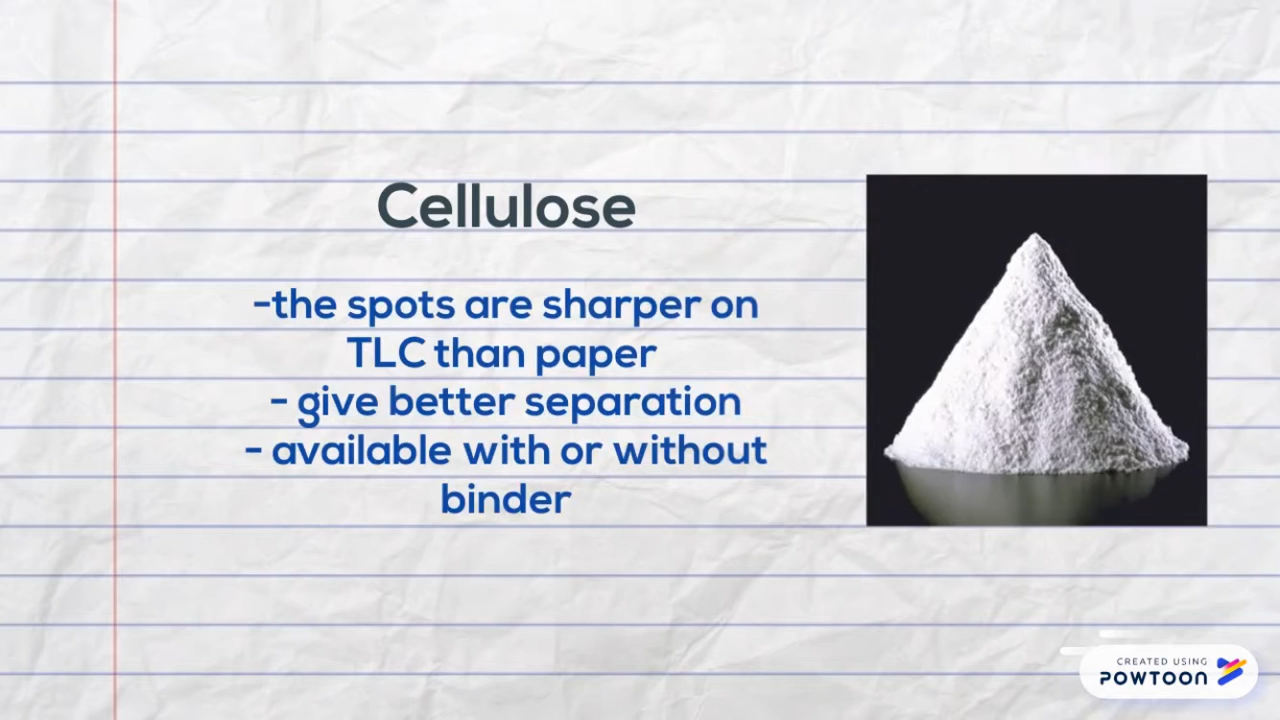 Cellulose
-the spots are sharper on
TLC than paper
- give better separation
- available with or without
binder
CREATED USING
POWTOON